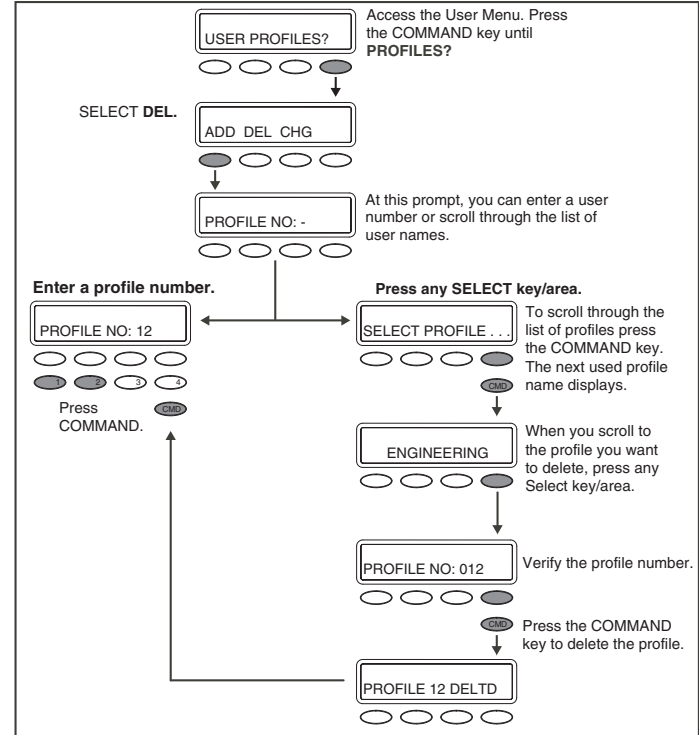 USER PROFILES?
Access the User Menu. Press
the COMMAND key until
PROFILES?
SELECT DEL.
ADD DEL CHG
PROFILE NO: -
At this prompt, you can enter a user
number or scroll through the list of
user names.
Enter a profile number.
PROFILE NO: 12
1 2 3 4
Press
COMMAND.
CMD
Press any SELECT key/area.
SELECT PROFILE . . .
To scroll through the
list of profiles press
the COMMAND key.
The next used profile
name displays.
CMD
ENGINEERING
When you scroll to
the profile you want
to delete, press any
Select key/area.
PROFILE NO: 012
Verify the profile number.
CMD
Press the COMMAND
key to delete the profile.
PROFILE 12 DELTD